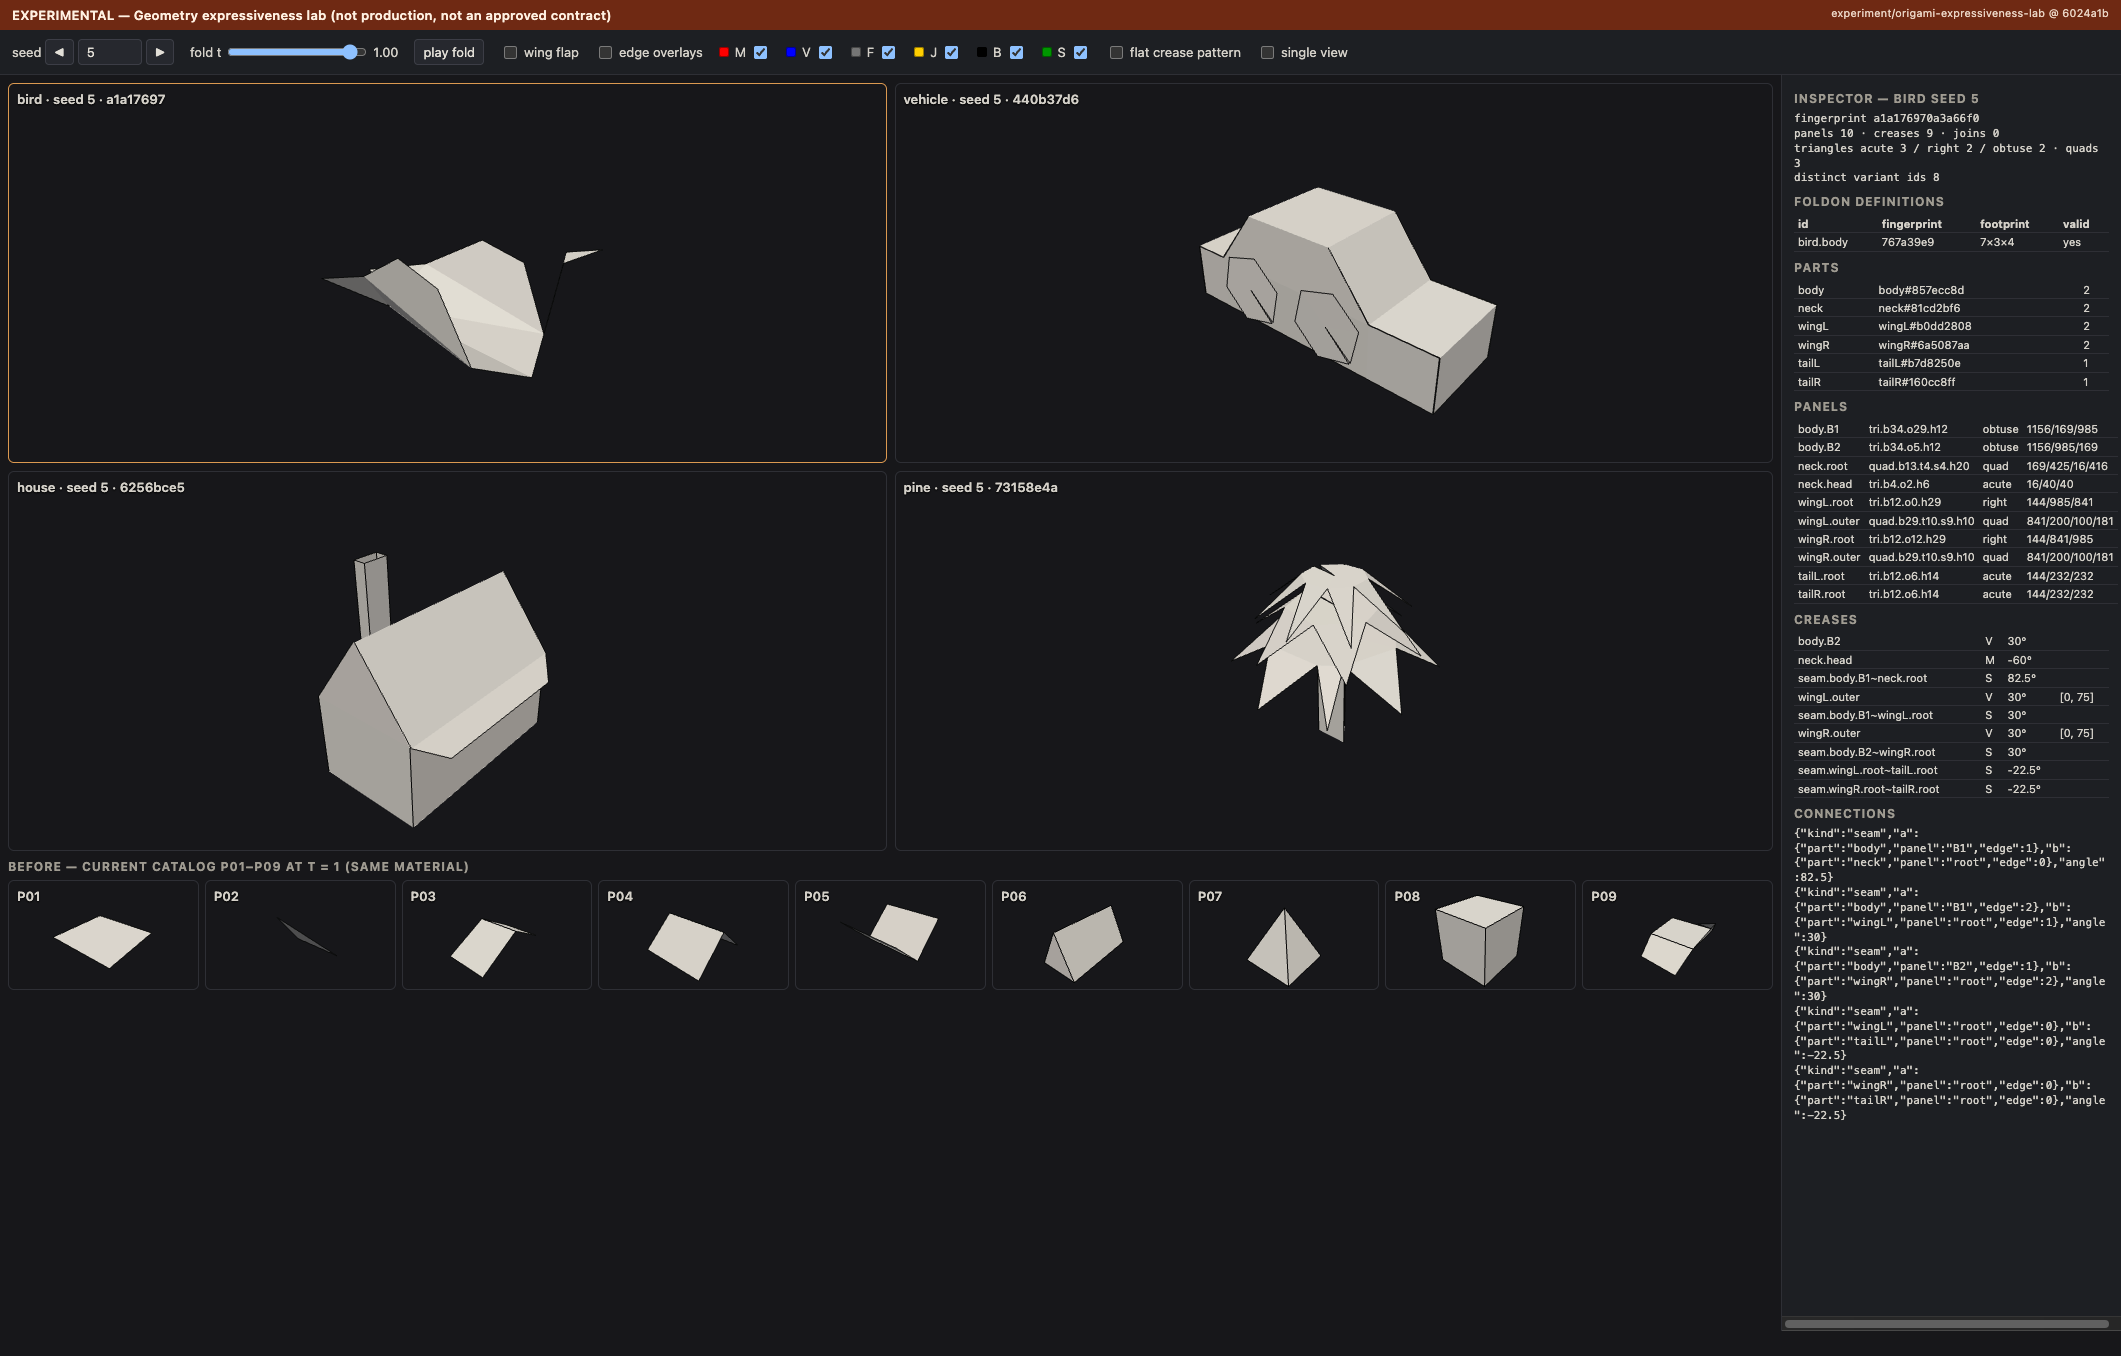 EXPERIMENTAL — Geometry expressiveness lab (not production, not an approved contract)
experiment/origami-expressiveness-lab @ 6024a1b
seed ◀ 5 ▶ fold t 1.00 play fold wing flap edge overlays M V F J B S flat crease pattern single view
bird · seed 5 · a1a17697
vehicle · seed 5 · 440b37d6
house · seed 5 · 6256bce5
pine · seed 5 · 73158e4a
BEFORE — CURRENT CATALOG P01–P09 AT T = 1 (SAME MATERIAL)
P01 P02 P03 P04 P05 P06 P07 P08 P09
INSPECTOR — BIRD SEED 5
fingerprint a1a176970a3a66f0
panels 10 · creases 9 · joins 0
triangles acute 3 / right 2 / obtuse 2 · quads
3
distinct variant ids 8
FOLDON DEFINITIONS
id fingerprint footprint valid
bird.body 767a39e9 7×3×4 yes
PARTS
body body#857ecc8d 2
neck neck#81cd2bf6 2
wingL wingL#b0dd2808 2
wingR wingR#6a5087aa 2
tailL tailL#b7d8250e 1
tailR tailR#160cc8ff 1
PANELS
body.B1 tri.b34.o29.h12 obtuse 1156/169/985
body.B2 tri.b34.o5.h12 obtuse 1156/985/169
neck.root quad.b13.t4.s4.h20 quad 169/425/16/416
neck.head tri.b4.o2.h6 acute 16/40/40
wingL.root tri.b12.o0.h29 right 144/985/841
wingL.outer quad.b29.t10.s9.h10 quad 841/200/100/181
wingR.root tri.b12.o12.h29 right 144/841/985
wingR.outer quad.b29.t10.s9.h10 quad 841/200/100/181
tailL.root tri.b12.o6.h14 acute 144/232/232
tailR.root tri.b12.o6.h14 acute 144/232/232
CREASES
body.B2 V 30°
neck.head M -60°
seam.body.B1~neck.root S 82.5°
wingL.outer V 30° [0, 75]
seam.body.B1~wingL.root S 30°
wingR.outer V 30° [0, 75]
seam.body.B2~wingR.root S 30°
seam.wingL.root~tailL.root S -22.5°
seam.wingR.root~tailR.root S -22.5°
CONNECTIONS
{"kind":"seam","a":
{"part":"body","panel":"B1","edge":1},"b":
{"part":"neck","panel":"root","edge":0},"angle"
:82.5}
{"kind":"seam","a":
{"part":"body","panel":"B1","edge":2},"b":
{"part":"wingL","panel":"root","edge":1},"angle
":30}
{"kind":"seam","a":
{"part":"body","panel":"B2","edge":1},"b":
{"part":"wingR","panel":"root","edge":2},"angle
":30}
{"kind":"seam","a":
{"part":"wingL","panel":"root","edge":0},"b":
{"part":"tailL","panel":"root","edge":0},"angle
":-22.5}
{"kind":"seam","a":
{"part":"wingR","panel":"root","edge":0},"b":
{"part":"tailR","panel":"root","edge":0},"angle
":-22.5}